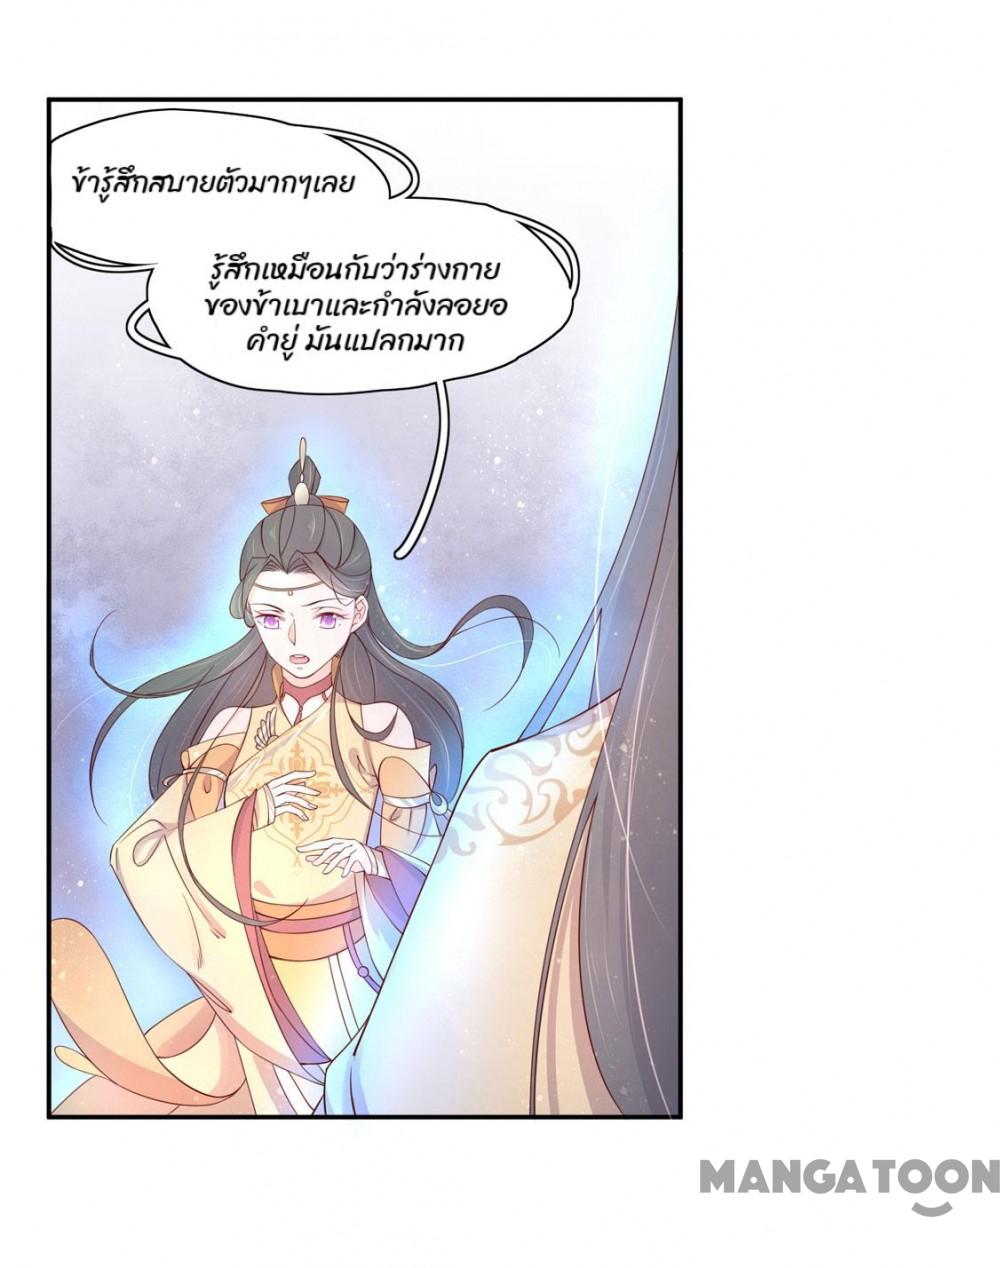 ข้ารู้สึกสบายตัวมากๆเลย
รู้สึกเหมือนกับว่าร่างกาย
ของข้าเบาและกำลังลอยอ
คำยู่ มันแปลกมาก
MANGATOON